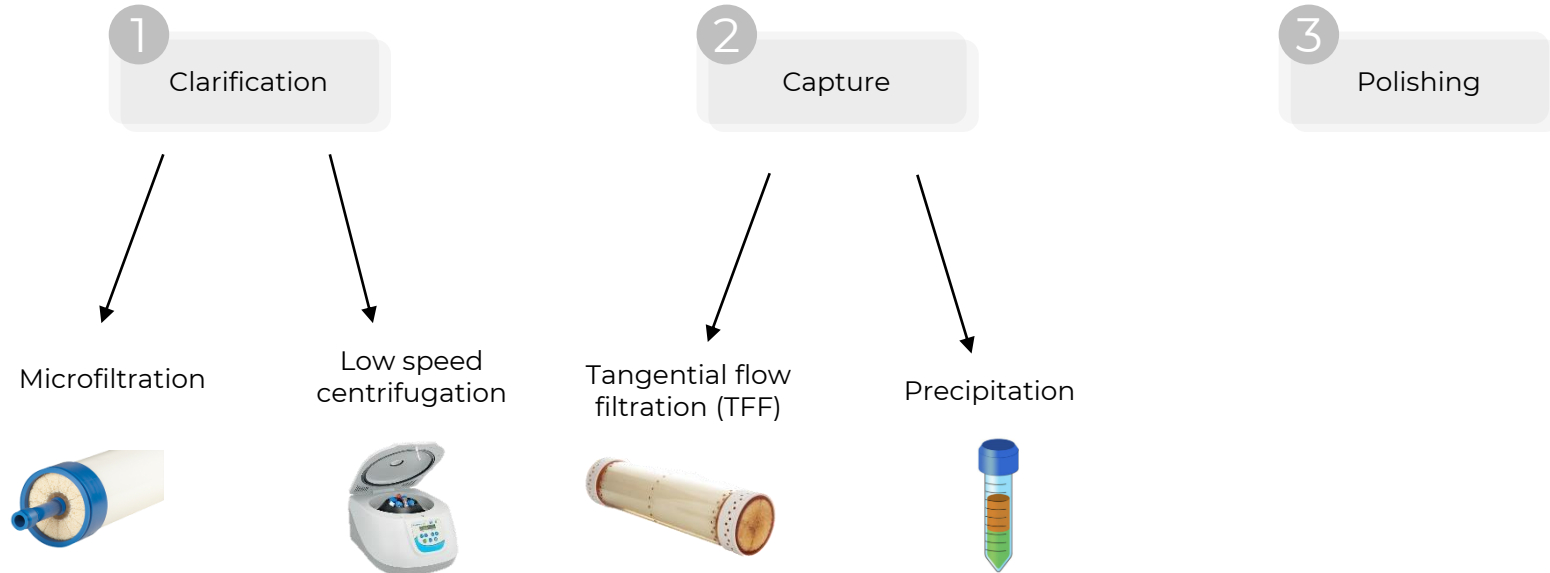 1
Clarification
2
Capture
3
Polishing
Microfiltration
Low speed
centrifugation
Tangential flow
filtration (TFF)
Precipitation